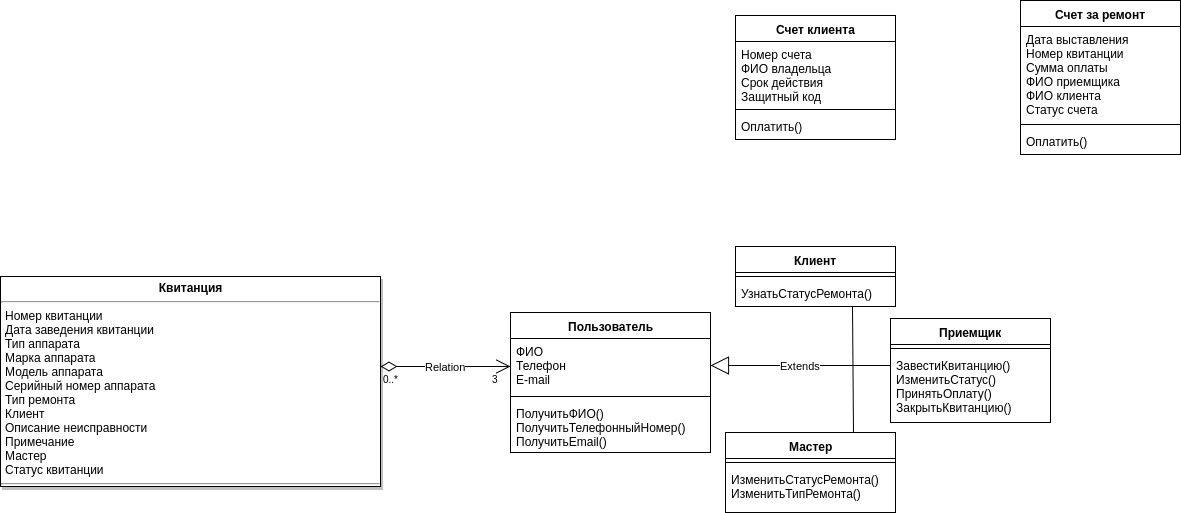 Счет клиента
Номер счета
ФИО владельца
Срок действия
Защитный код
Оплатить()
Счет за ремонт
Дата выставления
Номер квитанции
Сумма оплаты
ФИО приемщика
ФИО клиента
Статус счета
Оплатить()
Квитанция
Номер квитанции
Дата заведения квитанции
Тип аппарата
Марка аппарата
Модель аппарата
Серийный номер аппарата
Тип ремонта
Клиент
Описание неисправности
Примечание
Мастер
Статус квитанции
0..*
Relation
3
Пользователь
ФИО
Телефон
E-mail
ПолучитьФИО()
ПолучитьТелефонныйНомер()
ПолучитьEmail()
Extends
Клиент
УзнатьСтатусРемонта()
Приемщик
ЗавестиКвитанцию()
ИзменитьСтатус()
ПринятьОплату()
ЗакрытьКвитанцию()
Мастер
ИзменитьСтатусРемонта()
ИзменитьТипРемонта()